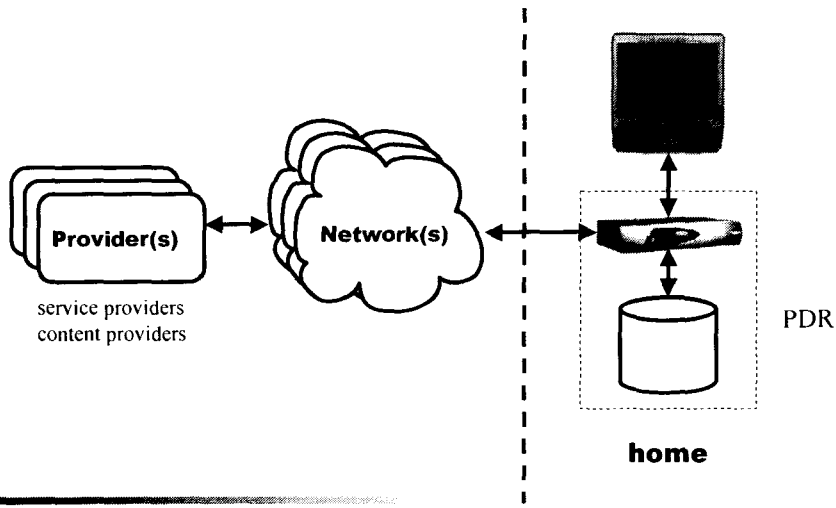 Provider(s)
service providers
content providers
Network(s)
PDR
home